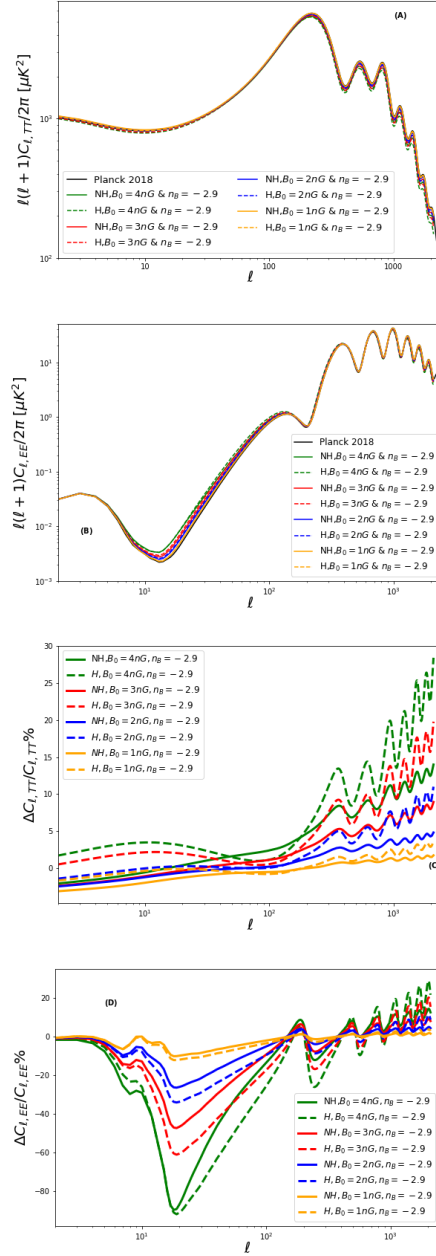 (A)
ℓ(ℓ + 1)C_{ℓ,TT}/2π [μK²]
10³
10²
Planck 2018
NH,B₀ = 4nG & n_B = −2.9
H,B₀ = 4nG & n_B = −2.9
NH,B₀ = 3nG & n_B = −2.9
H,B₀ = 3nG & n_B = −2.9
NH,B₀ = 2nG & n_B = −2.9
H,B₀ = 2nG & n_B = −2.9
NH,B₀ = 1nG & n_B = −2.9
H,B₀ = 1nG & n_B = −2.9
10 100 1000
ℓ
ℓ(ℓ + 1)C_{ℓ,EE}/2π [μK²]
10¹
10⁰
10⁻¹
10⁻²
10⁻³
(B)
Planck 2018
NH,B₀ = 4nG & n_B = −2.9
H,B₀ = 4nG & n_B = −2.9
NH,B₀ = 3nG & n_B = −2.9
H,B₀ = 3nG & n_B = −2.9
NH,B₀ = 2nG & n_B = −2.9
H,B₀ = 2nG & n_B = −2.9
NH,B₀ = 1nG & n_B = −2.9
H,B₀ = 1nG & n_B = −2.9
10¹ 10² 10³
ℓ
ΔC_{ℓ,TT}/C_{ℓ,TT}%
30
25
20
15
10
5
0
NH,B₀ = 4nG, n_B = −2.9
H,B₀ = 4nG, n_B = −2.9
NH,B₀ = 3nG, n_B = −2.9
H,B₀ = 3nG, n_B = −2.9
NH,B₀ = 2nG, n_B = −2.9
H,B₀ = 2nG, n_B = −2.9
NH,B₀ = 1nG, n_B = −2.9
H,B₀ = 1nG, n_B = −2.9
(C
10¹ 10² 10³
ℓ
(D)
ΔC_{ℓ,EE}/C_{ℓ,EE}%
20
0
−20
−40
−60
−80
NH,B₀ = 4nG, n_B = −2.9
H,B₀ = 4nG, n_B = −2.9
NH,B₀ = 3nG, n_B = −2.9
H,B₀ = 3nG, n_B = −2.9
NH,B₀ = 2nG, n_B = −2.9
H,B₀ = 2nG, n_B = −2.9
NH,B₀ = 1nG, n_B = −2.9
H,B₀ = 1nG, n_B = −2.9
10¹ 10² 10³
ℓ